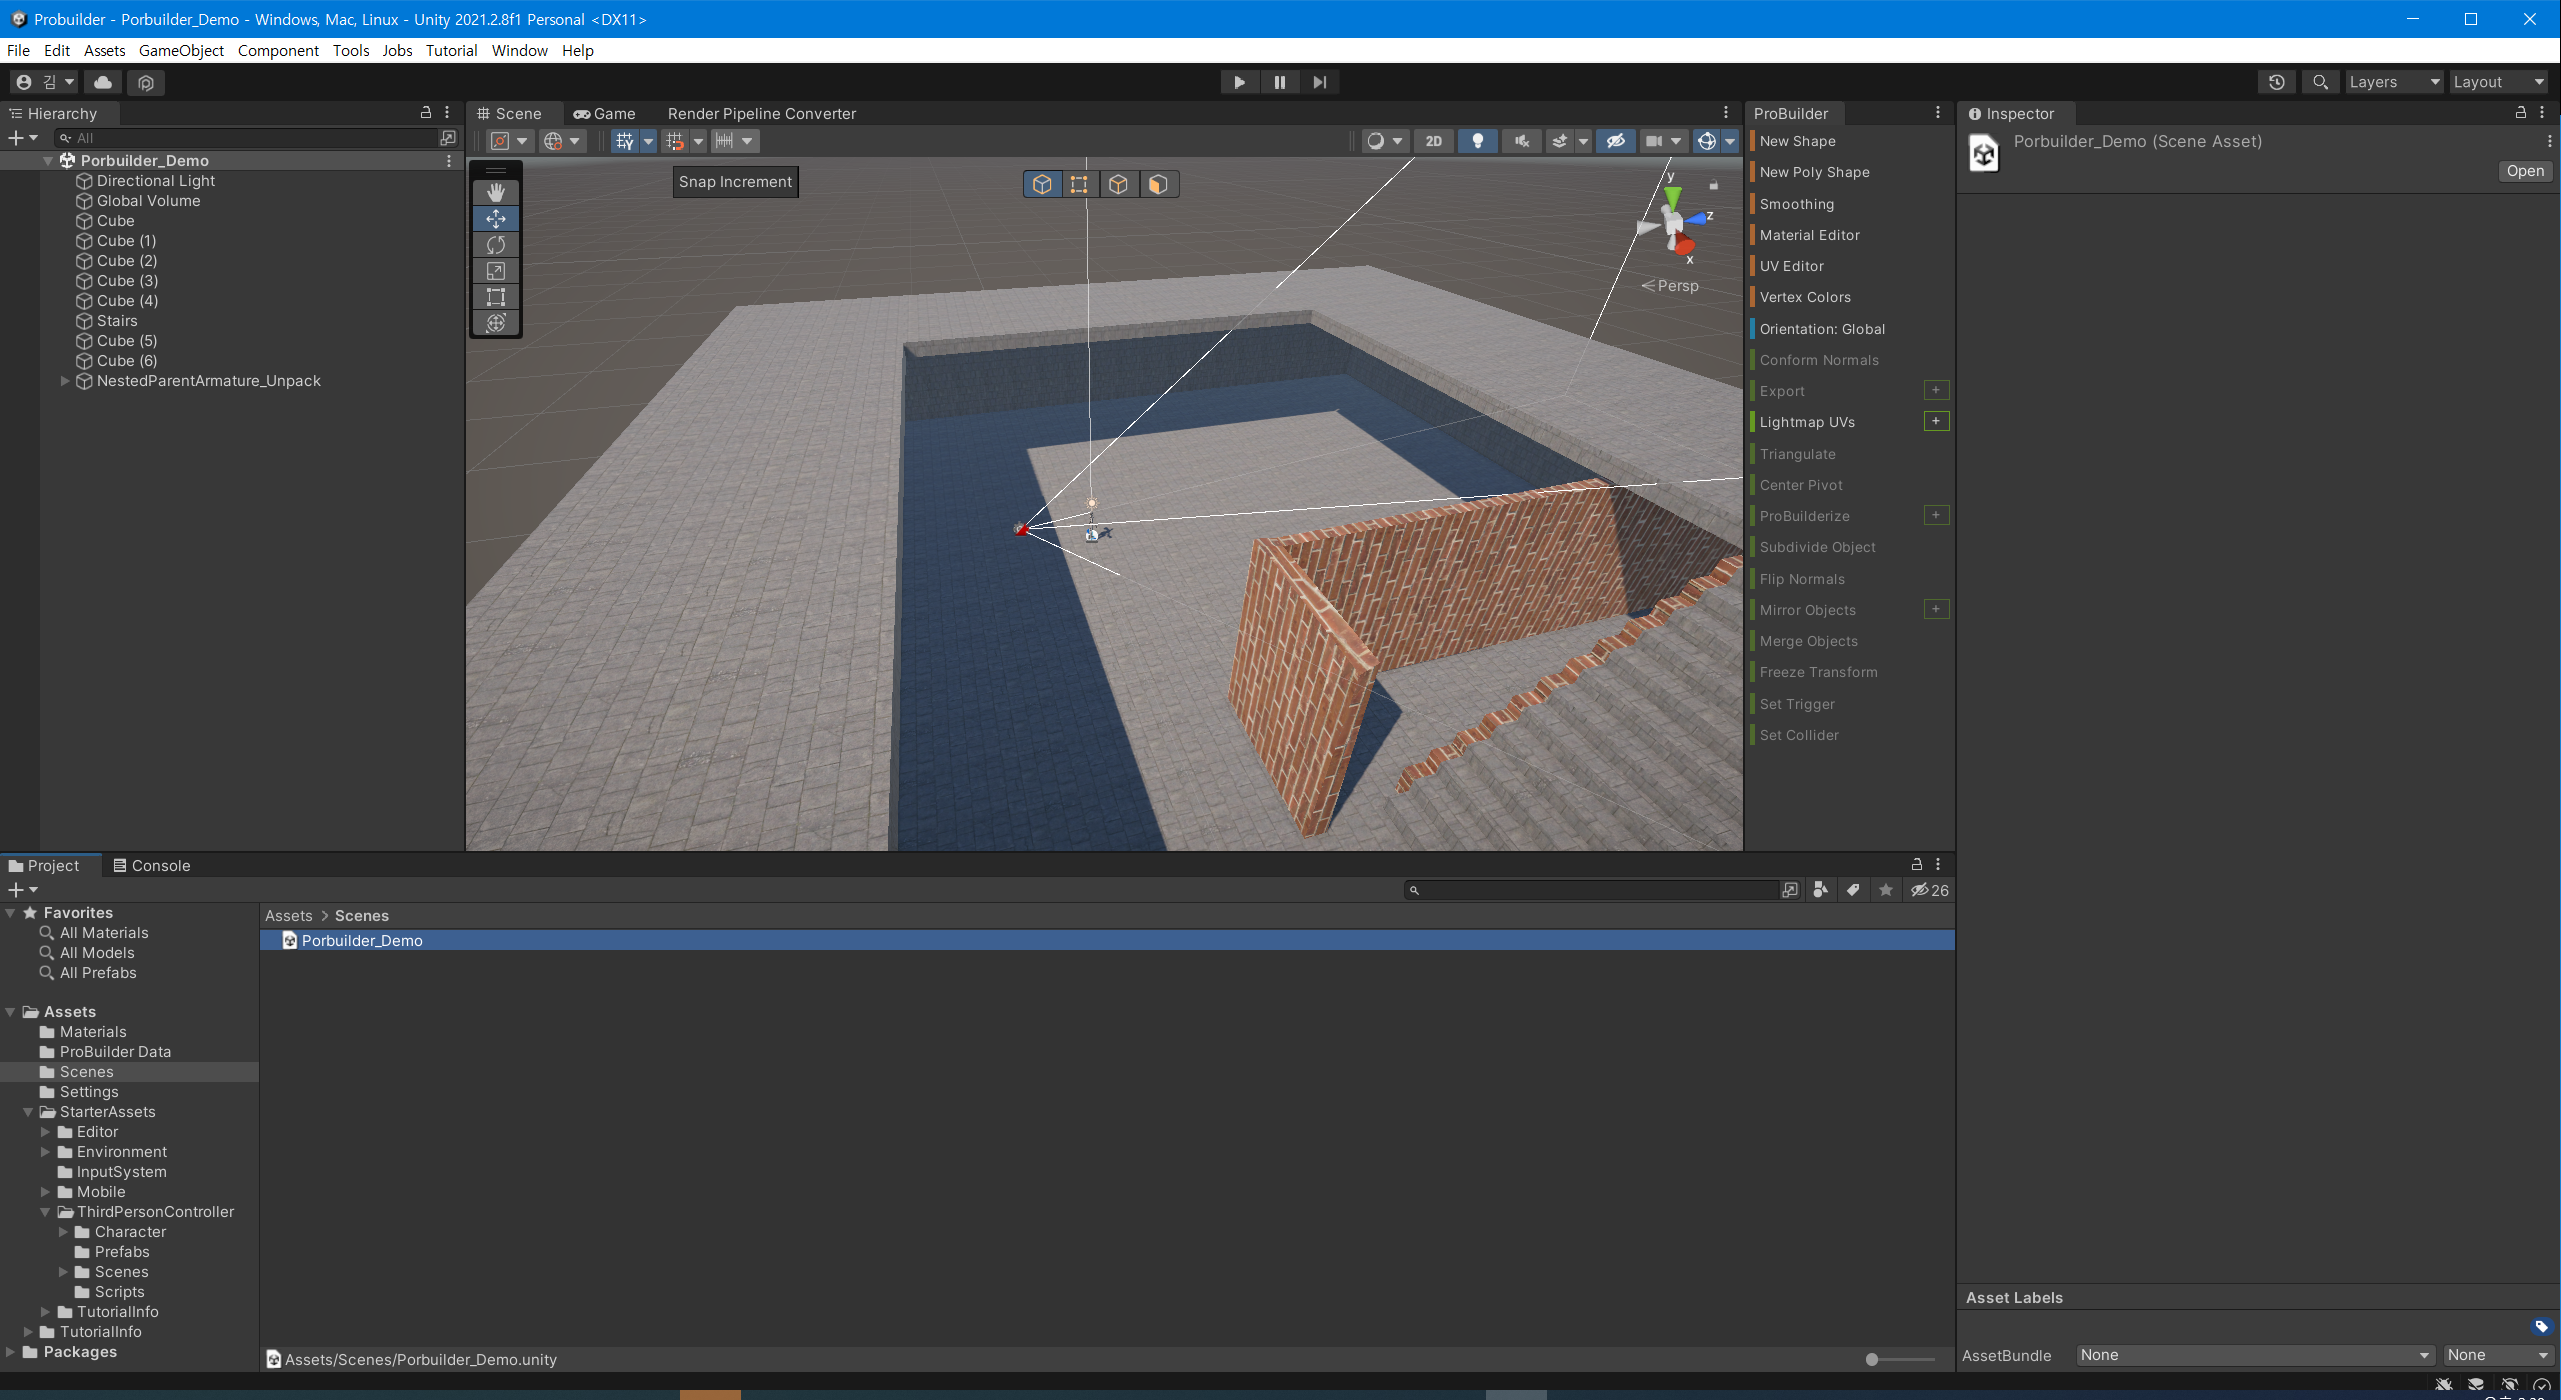 Probuilder - Porbuilder_Demo - Windows, Mac, Linux - Unity 2021.2.8f1 Personal <DX11>
File Edit Assets GameObject Component Tools Jobs Tutorial Window Help
김
Layers
Layout
Hierarchy
All
Porbuilder_Demo
Directional Light
Global Volume
Cube
Cube (1)
Cube (2)
Cube (3)
Cube (4)
Stairs
Cube (5)
Cube (6)
NestedParentArmature_Unpack
Scene
Game
Render Pipeline Converter
2D
Snap Increment
y
z
x
Persp
ProBuilder
New Shape
New Poly Shape
Smoothing
Material Editor
UV Editor
Vertex Colors
Orientation: Global
Conform Normals
Export +
Lightmap UVs +
Triangulate
Center Pivot
ProBuilderize +
Subdivide Object
Flip Normals
Mirror Objects +
Merge Objects
Freeze Transform
Set Trigger
Set Collider
Inspector
Porbuilder_Demo (Scene Asset)
Open
Project
Console
26
Favorites
All Materials
All Models
All Prefabs
Assets
Materials
ProBuilder Data
Scenes
Settings
StarterAssets
Editor
Environment
InputSystem
Mobile
ThirdPersonController
Character
Prefabs
Scenes
Scripts
TutorialInfo
TutorialInfo
Packages
Assets > Scenes
Porbuilder_Demo
Assets/Scenes/Porbuilder_Demo.unity
Asset Labels
AssetBundle None None